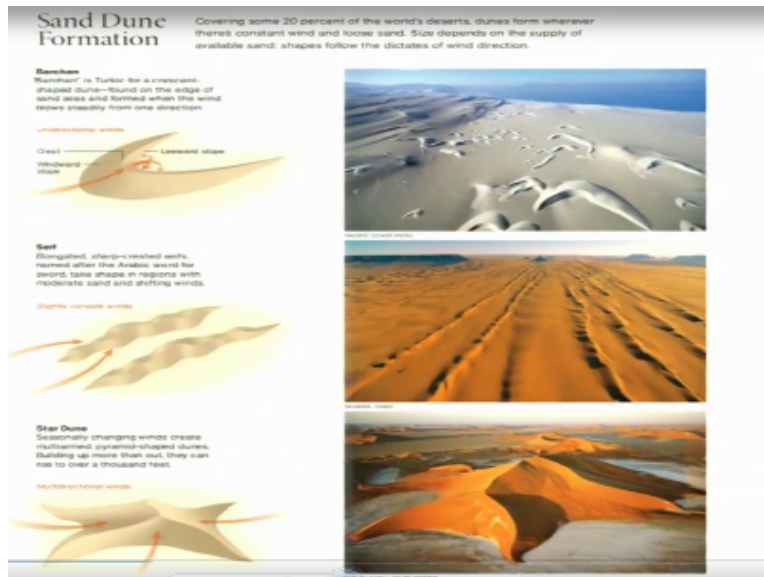 Sand Dune
Formation
Covering some 20 percent of the world's deserts, dunes form wherever
there's constant wind and loose sand. Size depends on the supply of
available sand; shapes follow the dictates of wind direction.
Barchan
"Barchan" is Turkic for a crescent-
shaped dune—found on the edge of
sand seas and formed when the wind
blows steadily from one direction.
Unidirectional winds
Crest
Leeward slope
Windward
slope
PACIFIC COAST, PERU
Seif
Elongated, sharp-crested seifs,
named after the Arabic word for
sword, take shape in regions with
moderate sand and shifting winds.
Slightly variable winds
SAHARA, CHAD
Star Dune
Seasonally changing winds create
multiarmed, pyramid-shaped dunes.
Building up more than out, they can
rise to over a thousand feet.
Multidirectional winds